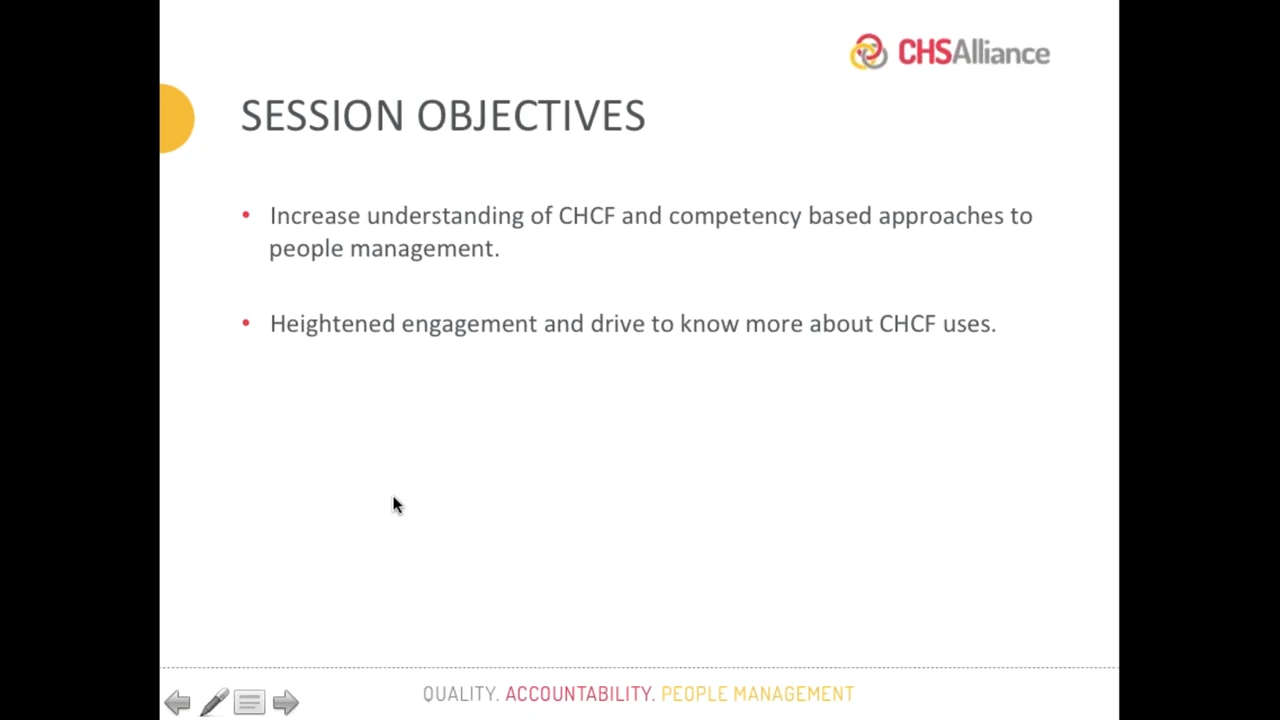 CHSAlliance
SESSION OBJECTIVES
• Increase understanding of CHCF and competency based approaches to
people management.
• Heightened engagement and drive to know more about CHCF uses.
QUALITY. ACCOUNTABILITY. PEOPLE MANAGEMENT